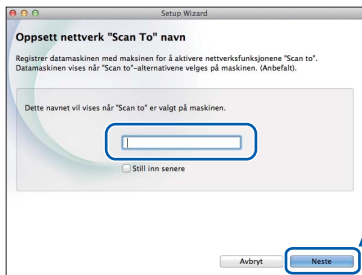 Setup Wizard
Oppsett nettverk "Scan To" navn
Registrer datamaskinen med maksinen for å aktivere nettverksfunksjonene "Scan to".
Datamaskinen vises når "Scan to"-alternativene velges på maskinen. (Anbefalt).
Dette navnet vil vises når "Scan to" er valgt på maskinen.
Still inn senere
Avbryt
Neste